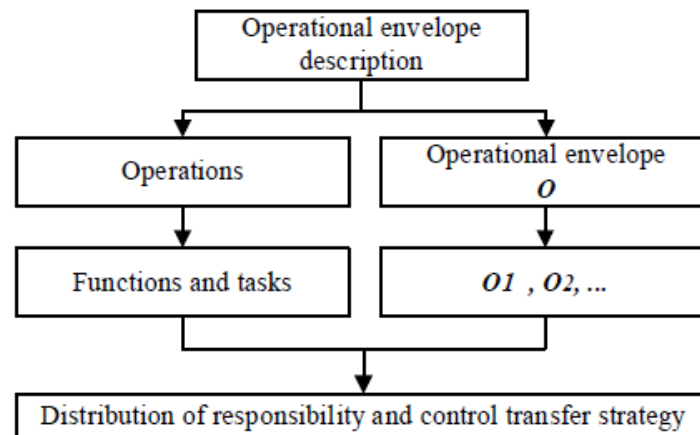 Operational envelope
description
Operations
Operational envelope
O
Functions and tasks
O1 , O2, ...
Distribution of responsibility and control transfer strategy